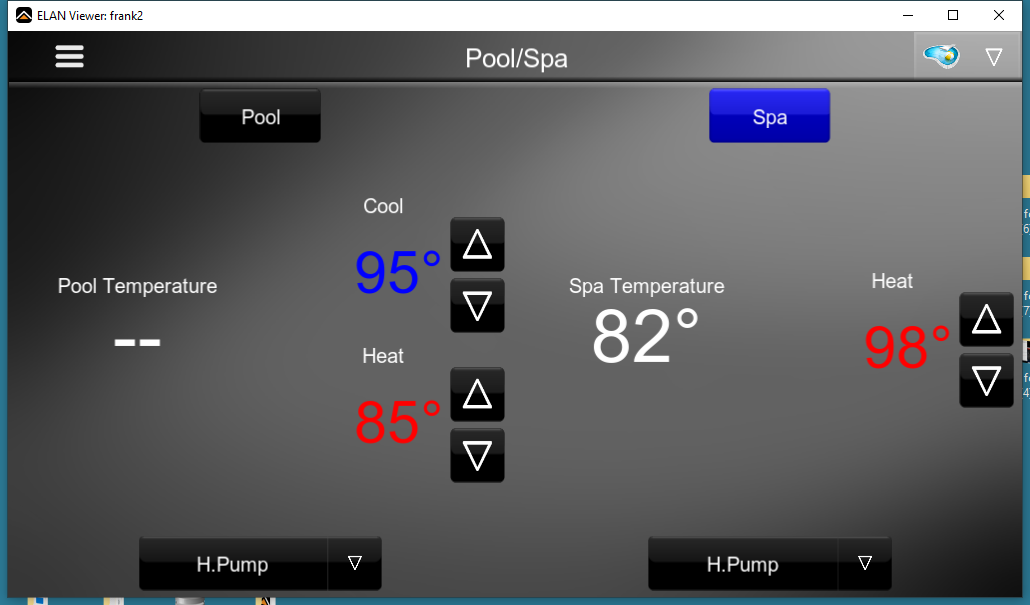 ELAN Viewer: frank2
Pool/Spa
Pool
Spa
Cool
95°
Pool Temperature
--
Heat
85°
Spa Temperature
82°
Heat
98°
H.Pump
H.Pump